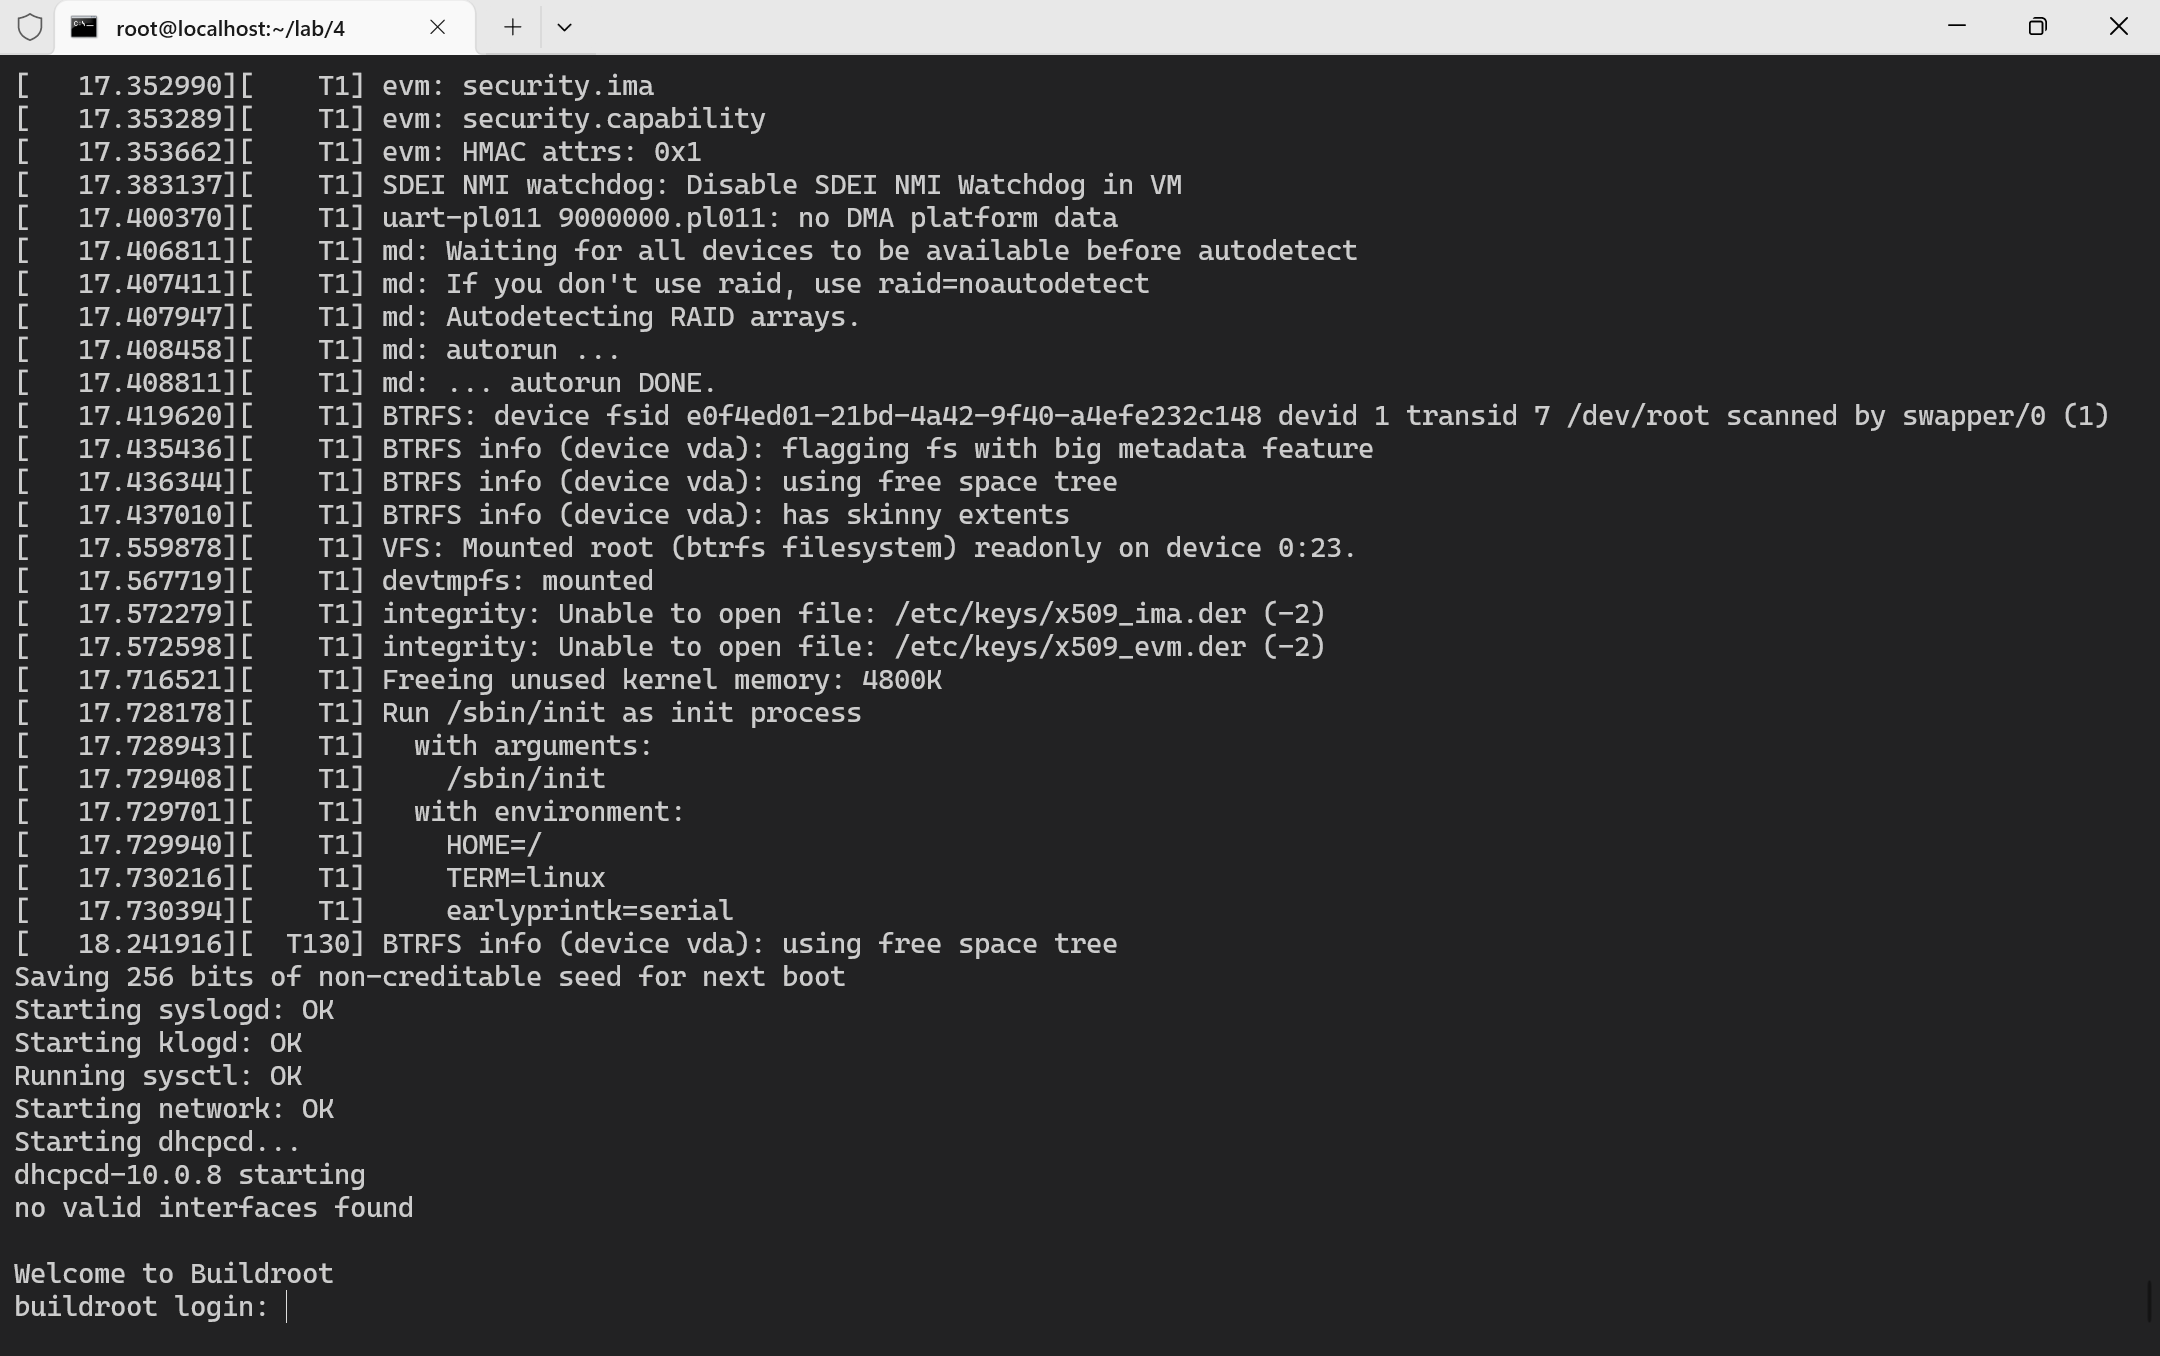 root@localhost:~/lab/4
[   17.352990][    T1] evm: security.ima
[   17.353289][    T1] evm: security.capability
[   17.353662][    T1] evm: HMAC attrs: 0x1
[   17.383137][    T1] SDEI NMI watchdog: Disable SDEI NMI Watchdog in VM
[   17.400370][    T1] uart-pl011 9000000.pl011: no DMA platform data
[   17.406811][    T1] md: Waiting for all devices to be available before autodetect
[   17.407411][    T1] md: If you don't use raid, use raid=noautodetect
[   17.407947][    T1] md: Autodetecting RAID arrays.
[   17.408458][    T1] md: autorun ...
[   17.408811][    T1] md: ... autorun DONE.
[   17.419620][    T1] BTRFS: device fsid e0f4ed01-21bd-4a42-9f40-a4efe232c148 devid 1 transid 7 /dev/root scanned by swapper/0 (1)
[   17.435436][    T1] BTRFS info (device vda): flagging fs with big metadata feature
[   17.436344][    T1] BTRFS info (device vda): using free space tree
[   17.437010][    T1] BTRFS info (device vda): has skinny extents
[   17.559878][    T1] VFS: Mounted root (btrfs filesystem) readonly on device 0:23.
[   17.567719][    T1] devtmpfs: mounted
[   17.572279][    T1] integrity: Unable to open file: /etc/keys/x509_ima.der (-2)
[   17.572598][    T1] integrity: Unable to open file: /etc/keys/x509_evm.der (-2)
[   17.716521][    T1] Freeing unused kernel memory: 4800K
[   17.728178][    T1] Run /sbin/init as init process
[   17.728943][    T1]   with arguments:
[   17.729408][    T1]     /sbin/init
[   17.729701][    T1]   with environment:
[   17.729940][    T1]     HOME=/
[   17.730216][    T1]     TERM=linux
[   17.730394][    T1]     earlyprintk=serial
[   18.241916][  T130] BTRFS info (device vda): using free space tree
Saving 256 bits of non-creditable seed for next boot
Starting syslogd: OK
Starting klogd: OK
Running sysctl: OK
Starting network: OK
Starting dhcpcd...
dhcpcd-10.0.8 starting
no valid interfaces found
Welcome to Buildroot
buildroot login: